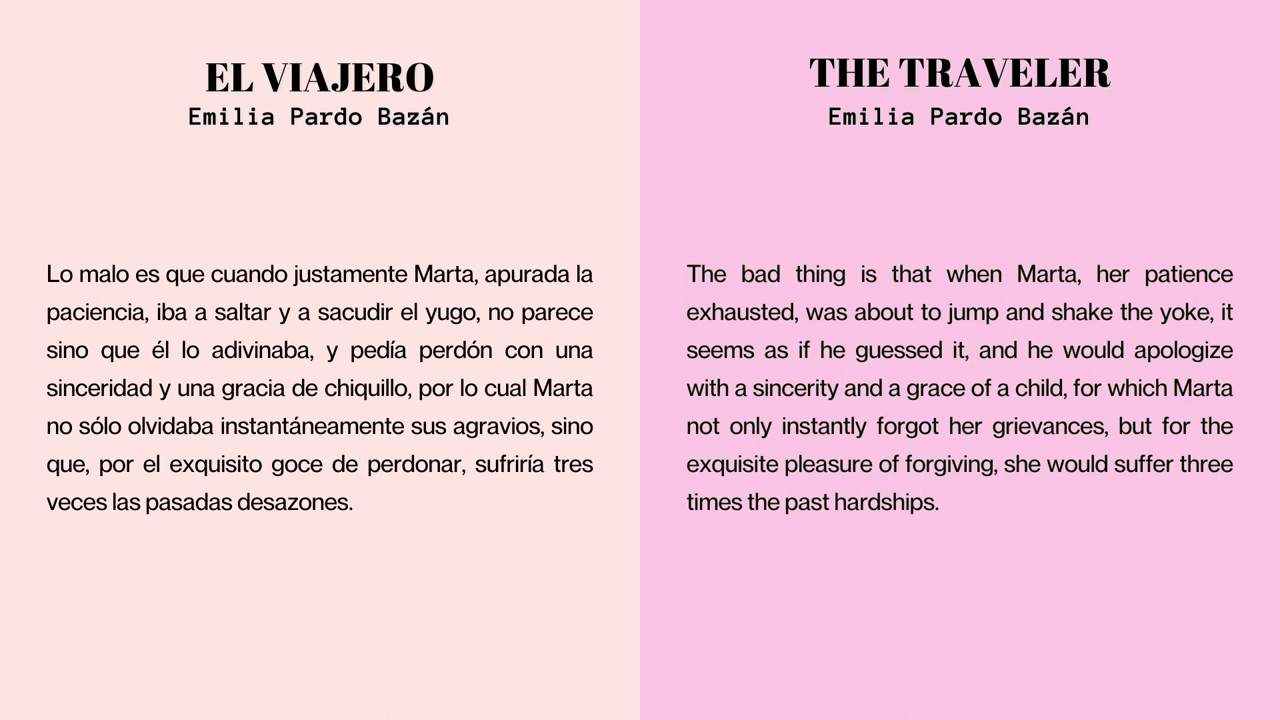 EL VIAJERO
Emilia Pardo Bazán
Lo malo es que cuando justamente Marta, apurada la
paciencia, iba a saltar y a sacudir el yugo, no parece
sino que él lo adivinaba, y pedía perdón con una
sinceridad y una gracia de chiquillo, por lo cual Marta
no sólo olvidaba instantáneamente sus agravios, sino
que, por el exquisito goce de perdonar, sufriría tres
veces las pasadas desazones.
THE TRAVELER
Emilia Pardo Bazán
The bad thing is that when Marta, her patience
exhausted, was about to jump and shake the yoke, it
seems as if he guessed it, and he would apologize
with a sincerity and a grace of a child, for which Marta
not only instantly forgot her grievances, but for the
exquisite pleasure of forgiving, she would suffer three
times the past hardships.